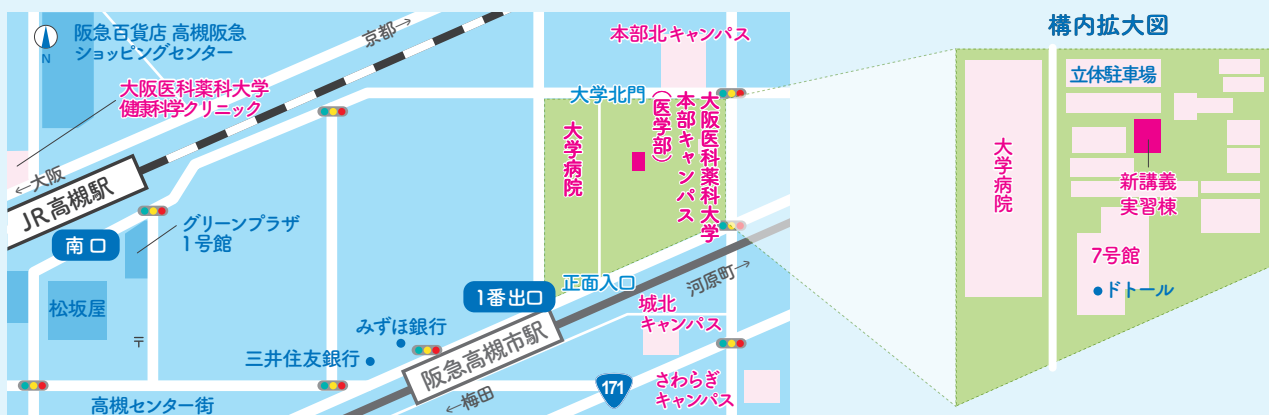 阪急百貨店 高槻阪急
ショッピングセンター
N
京都→
大阪医科薬科大学
健康科学クリニック
←大阪
JR高槻駅
南口
グリーンプラザ
1号館
松坂屋
〒
高槻センター街
三井住友銀行
みずほ銀行
1番出口
阪急高槻市駅
←梅田
河原町→
171
本部北キャンパス
大学北門
大学病院
大阪医科薬科大学
本部キャンパス
(医学部)
正面入口
城北
キャンパス
さわらぎ
キャンパス
構内拡大図
立体駐車場
大学病院
新講義
実習棟
7号館
ドトール